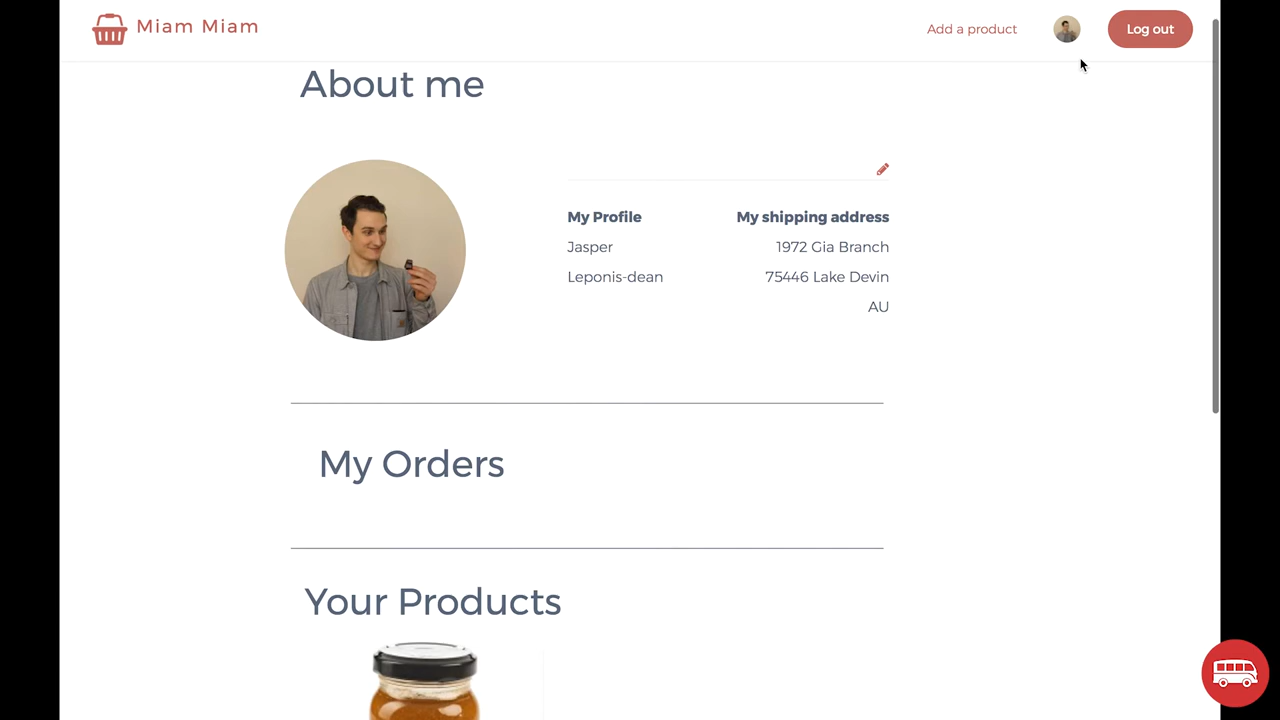 Miam Miam
Add a product
Log out
About me
My Profile
My shipping address
Jasper
1972 Gia Branch
Leponis-dean
75446 Lake Devin
AU
My Orders
Your Products